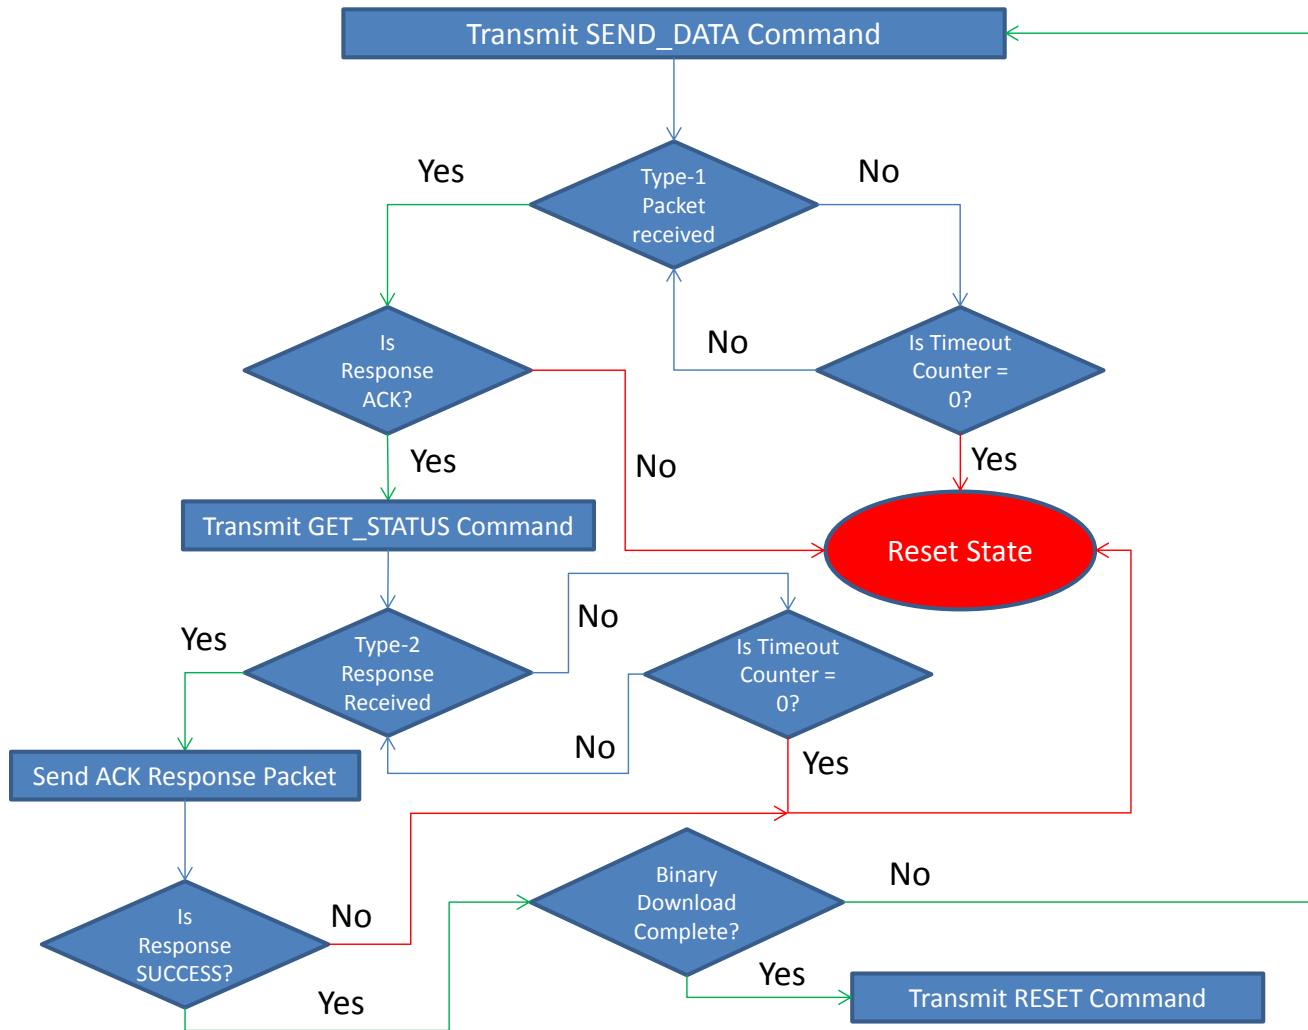 Transmit SEND_DATA Command
Yes
Type-1
Packet
received
No
Is
Response
ACK?
No
Is Timeout
Counter =
0?
Yes
No
Yes
Transmit GET_STATUS Command
Reset State
Yes
Type-2
Response
Received
No
Is Timeout
Counter =
0?
No
Yes
Send ACK Response Packet
Is
Response
SUCCESS?
No
Yes
Binary
Download
Complete?
No
Yes
Transmit RESET Command